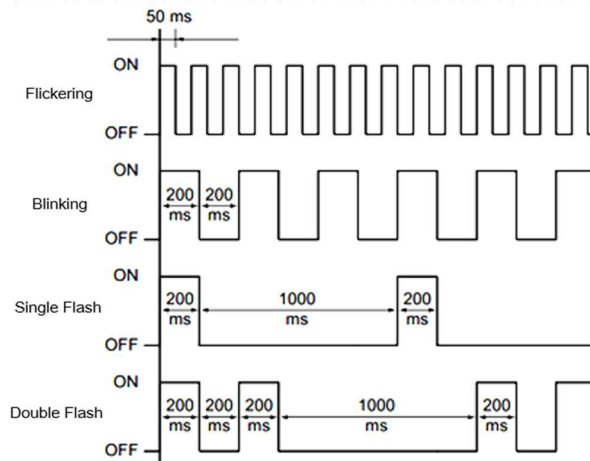 50 ms
ON
Flickering
OFF
ON
200 200
Blinking
ms ms
OFF
ON
200 1000 200
Single Flash
ms ms ms
OFF
ON
200 200 200 1000 200
Double Flash
ms ms ms ms ms
OFF